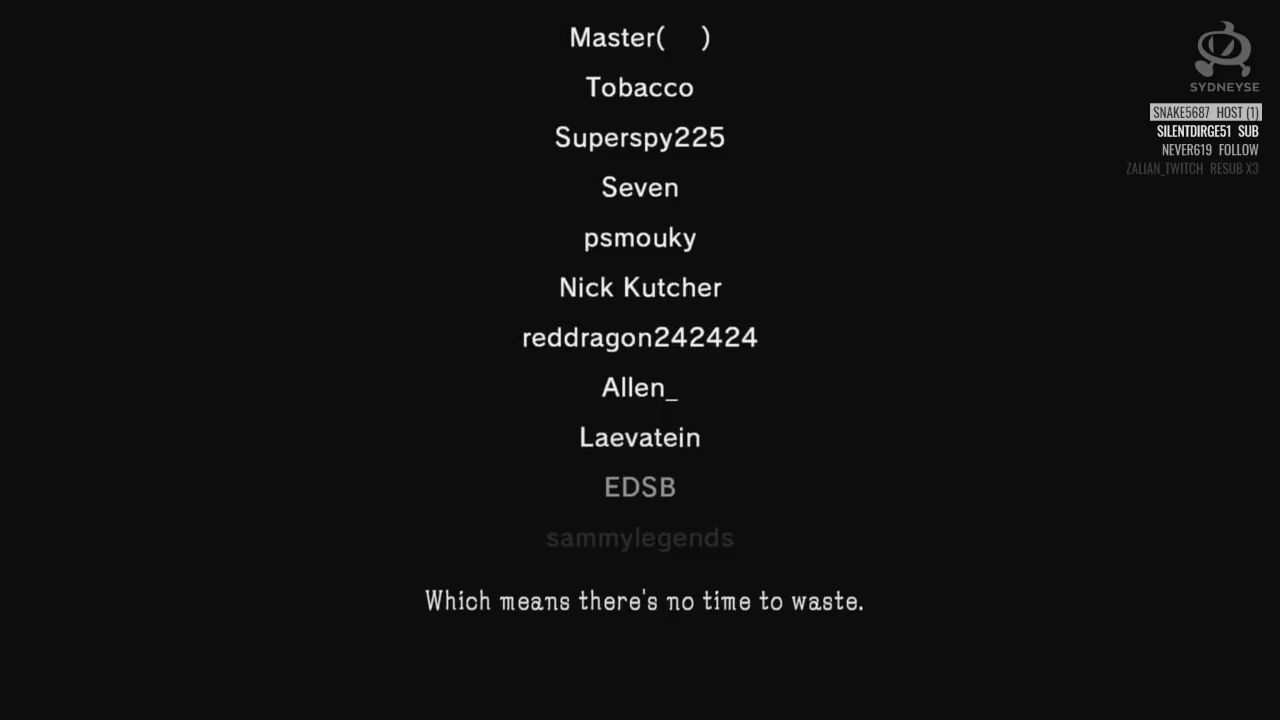 Master( )
Tobacco
Superspy225
Seven
psmouky
Nick Kutcher
reddragon242424
Allen_
Laevatein
EDSB
sammylegends
Which means there's no time to waste.
SYDNEYSE
SNAKE5687 HOST (1)
SILENTDIRGE51 SUB
NEVER619 FOLLOW
ZALIAN_TWITCH RESUB X3